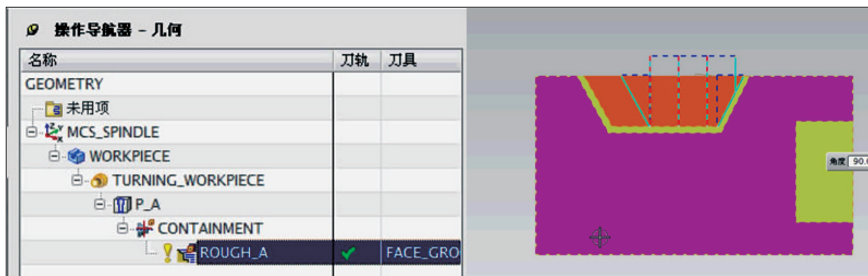 操作导航器 - 几何
名称 刀轨 刀具
GEOMETRY
未用项
MCS_SPINDLE
WORKPIECE
TURNING_WORKPIECE
P_A
CONTAINMENT
ROUGH_A FACE_GRO
角度 90.0